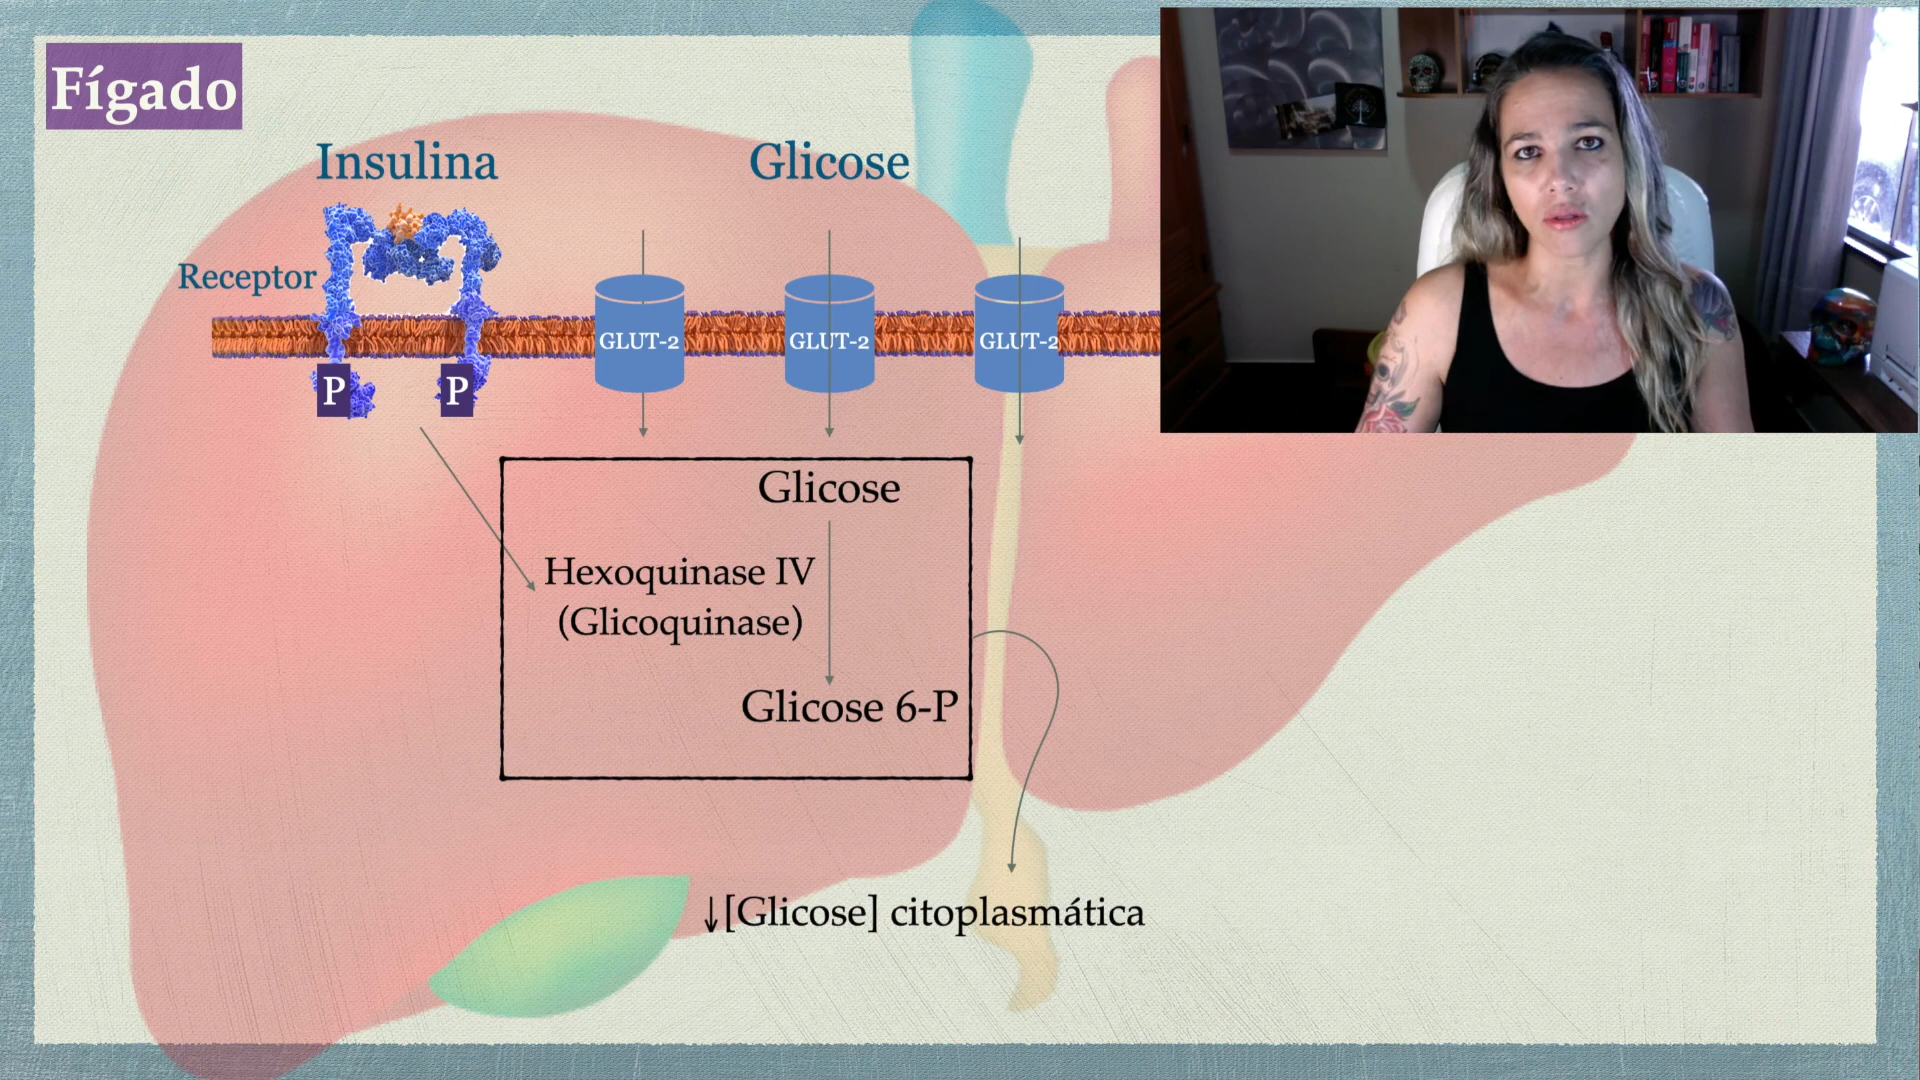 Fígado
Insulina
Glicose
Receptor
GLUT-2
GLUT-2
GLUT-2
P
P
Glicose
Hexoquinase IV
(Glicoquinase)
Glicose 6-P
↓[Glicose] citoplasmática